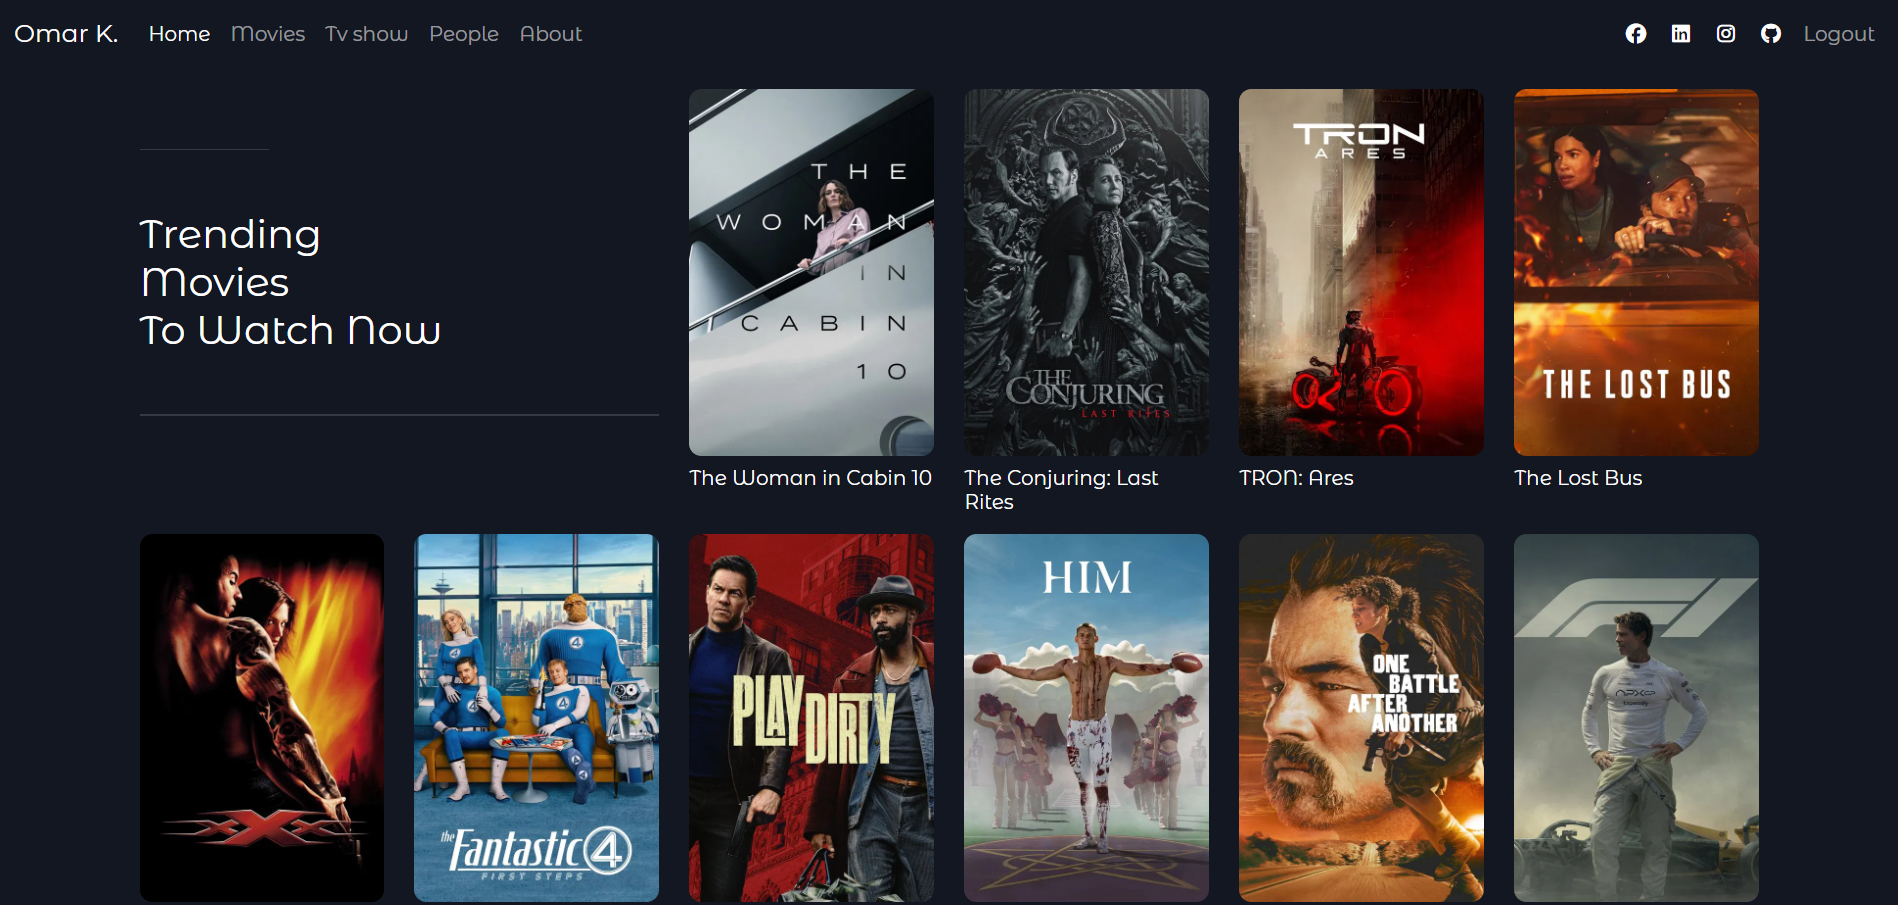 Omar K.
Home
Movies
Tv show
People
About
Logout
Trending
Movies
To Watch Now
THE
WOMAN
IN
CABIN
10
THE
CONJURING
LAST RITES
TRON
ARES
THE LOST BUS
The Woman in Cabin 10
The Conjuring: Last
Rites
TRON: Ares
The Lost Bus
xXx
the
Fantastic 4
FIRST STEPS
PLAY
DIRTY
HIM
ONE
BATTLE
AFTER
ANOTHER
F1
APXGP